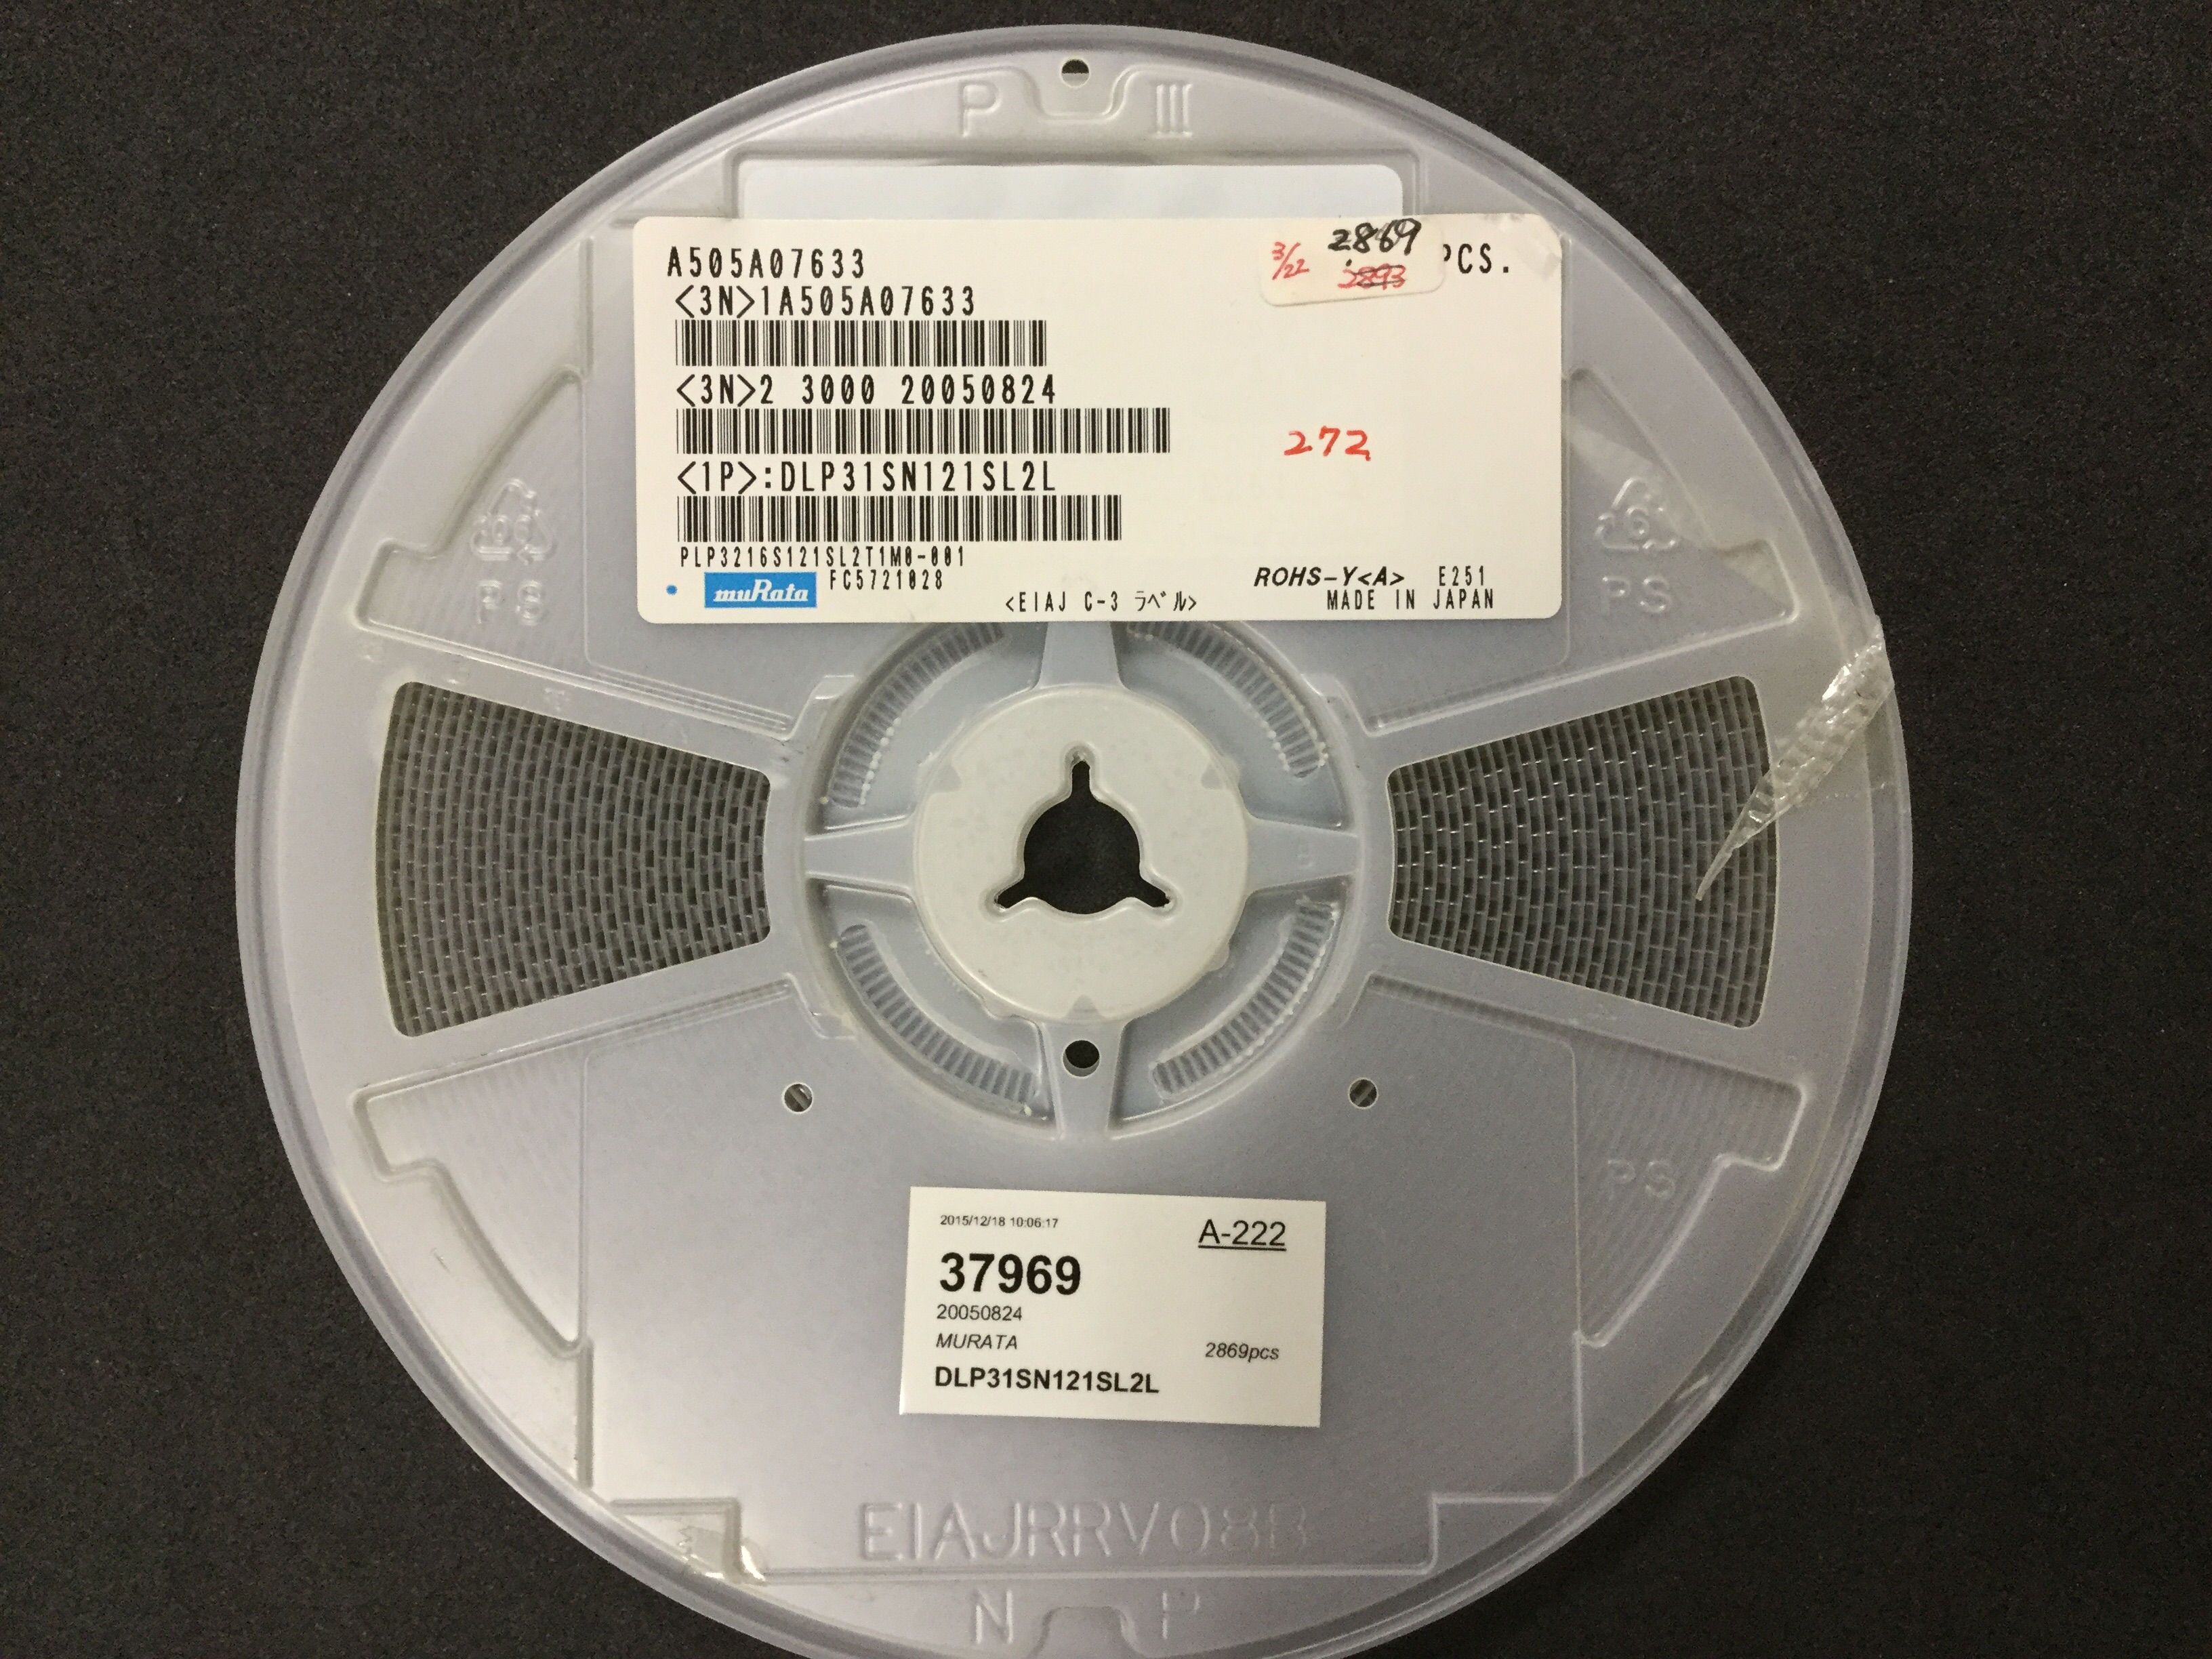 P III
A505A07633
3/22 2869 PCS.
2893
<3N>1A505A07633
<3N>2 3000 20050824
272
<1P>:DLP31SN121SL2L
PLP3216S121SL2T1M0-001
muRata FC5721028
<EIAJ C-3 ラベル>
ROHS-Y<A> E251
MADE IN JAPAN
06
PS
6
PS
PS
2015/12/18 10:06:17
A-222
37969
20050824
MURATA
2869pcs
DLP31SN121SL2L
EIAJRRV08B
N P